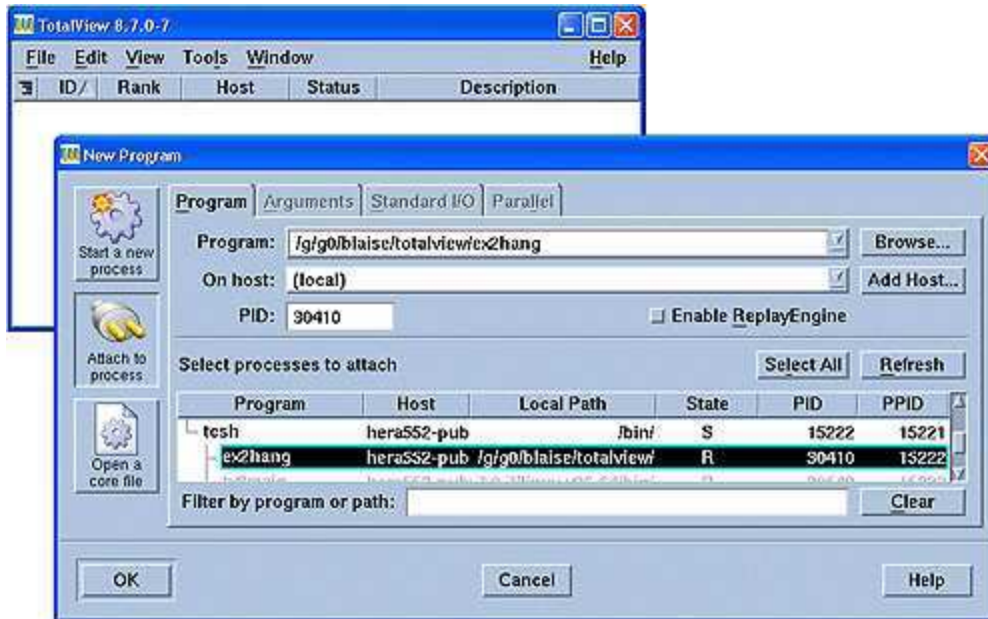 TotalView 8.7.0-7
File Edit View Tools Window Help
ID/ Rank Host Status Description
New Program
Start a new process
Attach to process
Open a core file
Program Arguments Standard I/O Parallel
Program: /g/g0/blaise/totalview/ex2hang Browse...
On host: (local) Add Host...
PID: 30410 Enable ReplayEngine
Select processes to attach Select All Refresh
Program Host Local Path State PID PPID
tcsh hera552-pub /bin/ S 15222 15221
ex2hang hera552-pub /g/g0/blaise/totalview/ R 30410 15222
Filter by program or path: Clear
OK Cancel Help